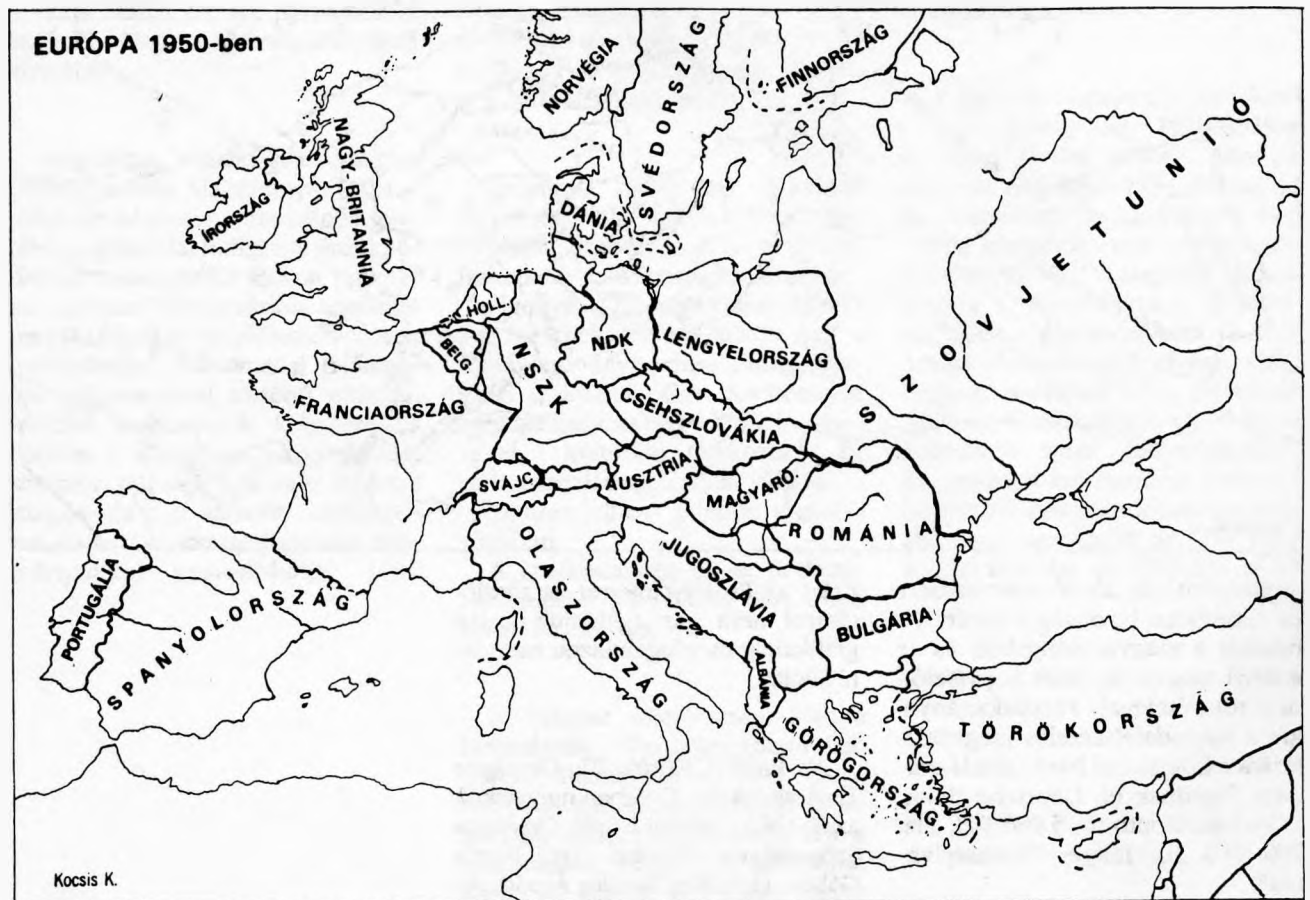 EURÓPA 1950-ben
NORVÉGIA
SVÉDORSZÁG
FINNORSZÁG
NAGY
BRITANNIA
ÍRORSZÁG
DÁNIA
SZOVJETUNIÓ
HOLL.
BELG.
NSZK
NDK
LENGYELORSZÁG
FRANCIAORSZÁG
CSEHSZLOVÁKIA
SVÁJC
AUSZTRIA
MAGYARO.
ROMÁNIA
OLASZORSZÁG
JUGOSZLÁVIA
PORTUGÁLIA
SPANYOLORSZÁG
BULGÁRIA
ALBÁNIA
GÖRÖGORSZÁG
TÖRÖKORSZÁG
Kocsis K.